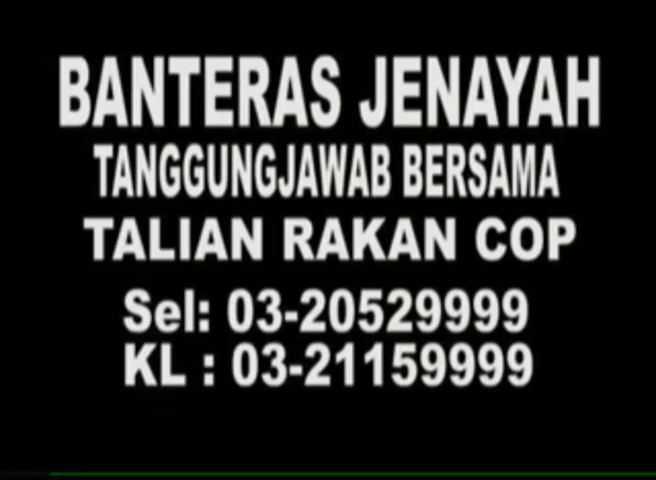 BANTERAS JENAYAH
TANGGUNGJAWAB BERSAMA
TALIAN RAKAN COP
Sel: 03-20529999
KL : 03-21159999